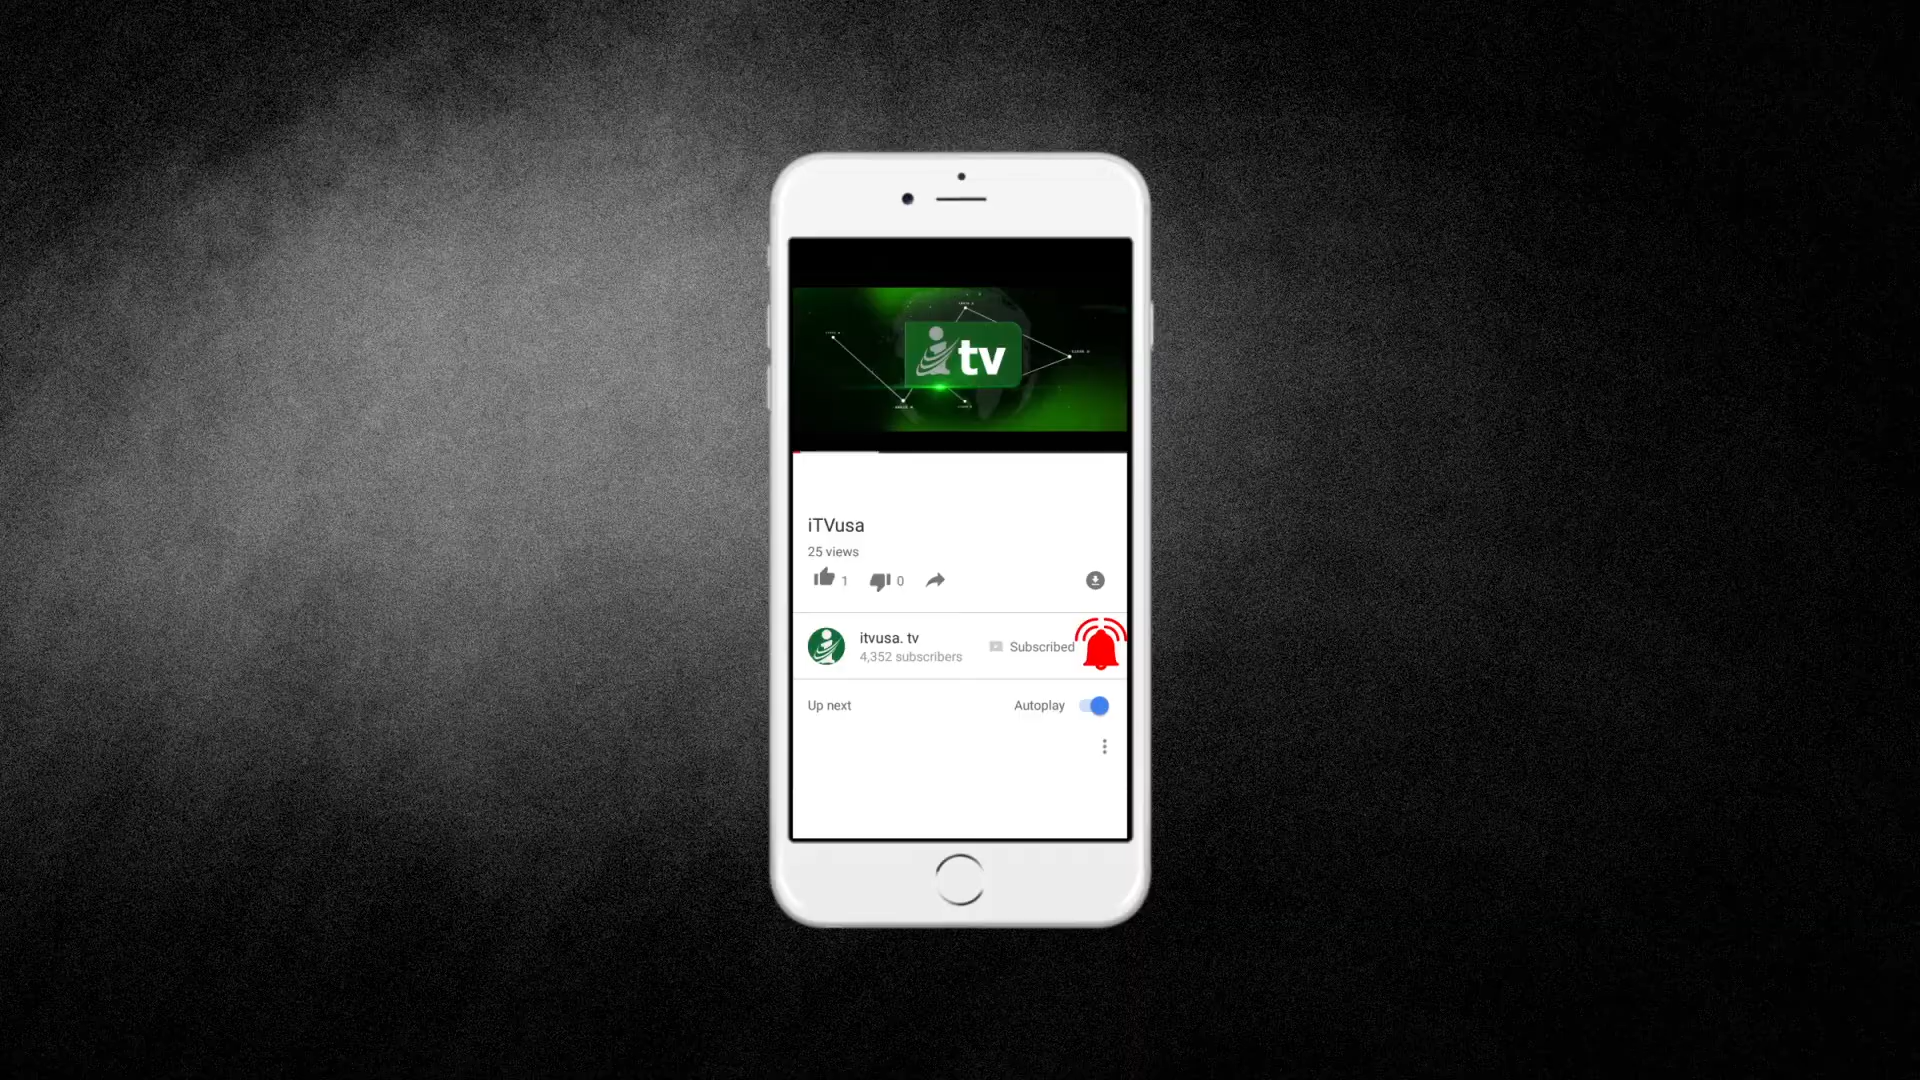 tv
iTVusa
25 views
1 0
itvusa. tv
Subscribed
4,352 subscribers
Up next
Autoplay